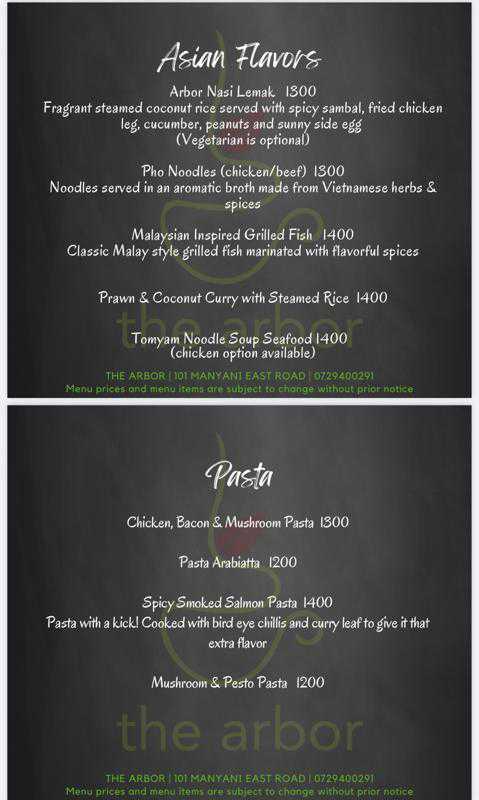 Asian Flavors
Arbor Nasi Lemak 1300
Fragrant steamed coconut rice served with spicy sambal, fried chicken
leg, cucumber, peanuts and sunny side egg
(Vegetarian is optional)
Pho Noodles (chicken/beef) 1300
Noodles served in an aromatic broth made from Vietnamese herbs &
spices
Malaysian Inspired Grilled Fish 1400
Classic Malay style grilled fish marinated with flavorful spices
Prawn & Coconut Curry with Steamed Rice 1400
the arbor
Tomyam Noodle Soup Seafood 1400
(chicken option available)
THE ARBOR | 101 MANYANI EAST ROAD | 0729400291
Menu prices and menu items are subject to change without prior notice
Pasta
Chicken, Bacon & Mushroom Pasta 1300
Pasta Arabiatta 1200
Spicy Smoked Salmon Pasta 1400
Pasta with a kick! Cooked with bird eye chillis and curry leaf to give it that
extra flavor
Mushroom & Pesto Pasta 1200
the arbor
THE ARBOR | 101 MANYANI EAST ROAD | 0729400291
Menu prices and menu items are subject to change without prior notice